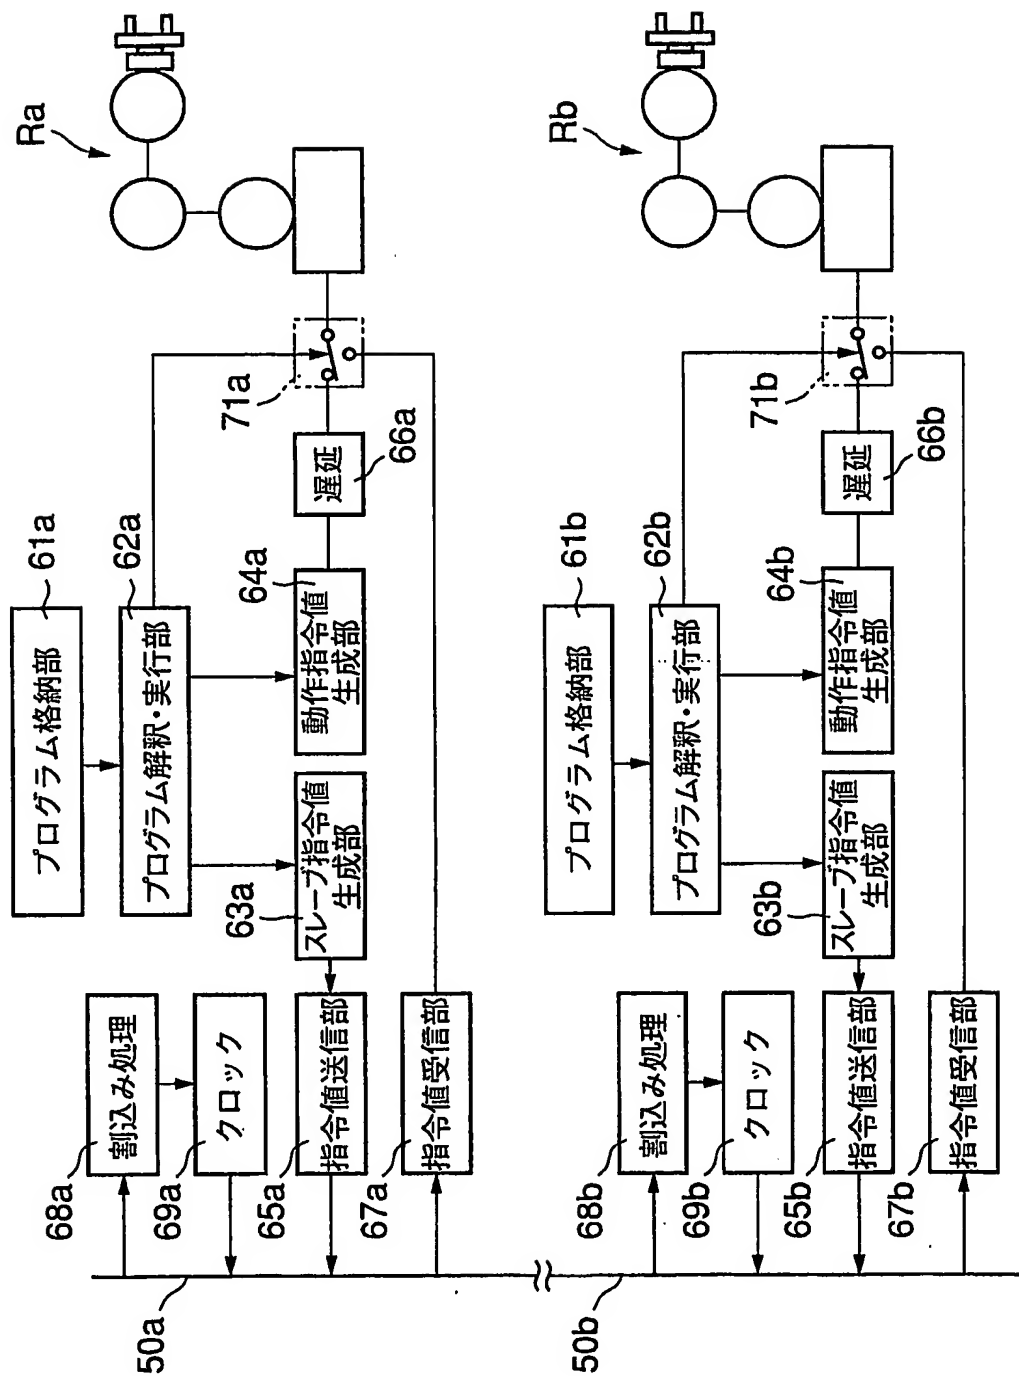 Ra
71a
66a
遅延
61a
プログラム格納部
62a
プログラム解釈・実行部
64a
動作指令値
生成部
63a
スレーブ指令値
生成部
68a
割込み処理
69a
クロック
65a
指令値送信部
67a
指令値受信部
50a
Rb
71b
66b
遅延
61b
プログラム格納部
62b
プログラム解釈・実行部
64b
動作指令値
生成部
63b
スレーブ指令値
生成部
68b
割込み処理
69b
クロック
65b
指令値送信部
67b
指令値受信部
50b